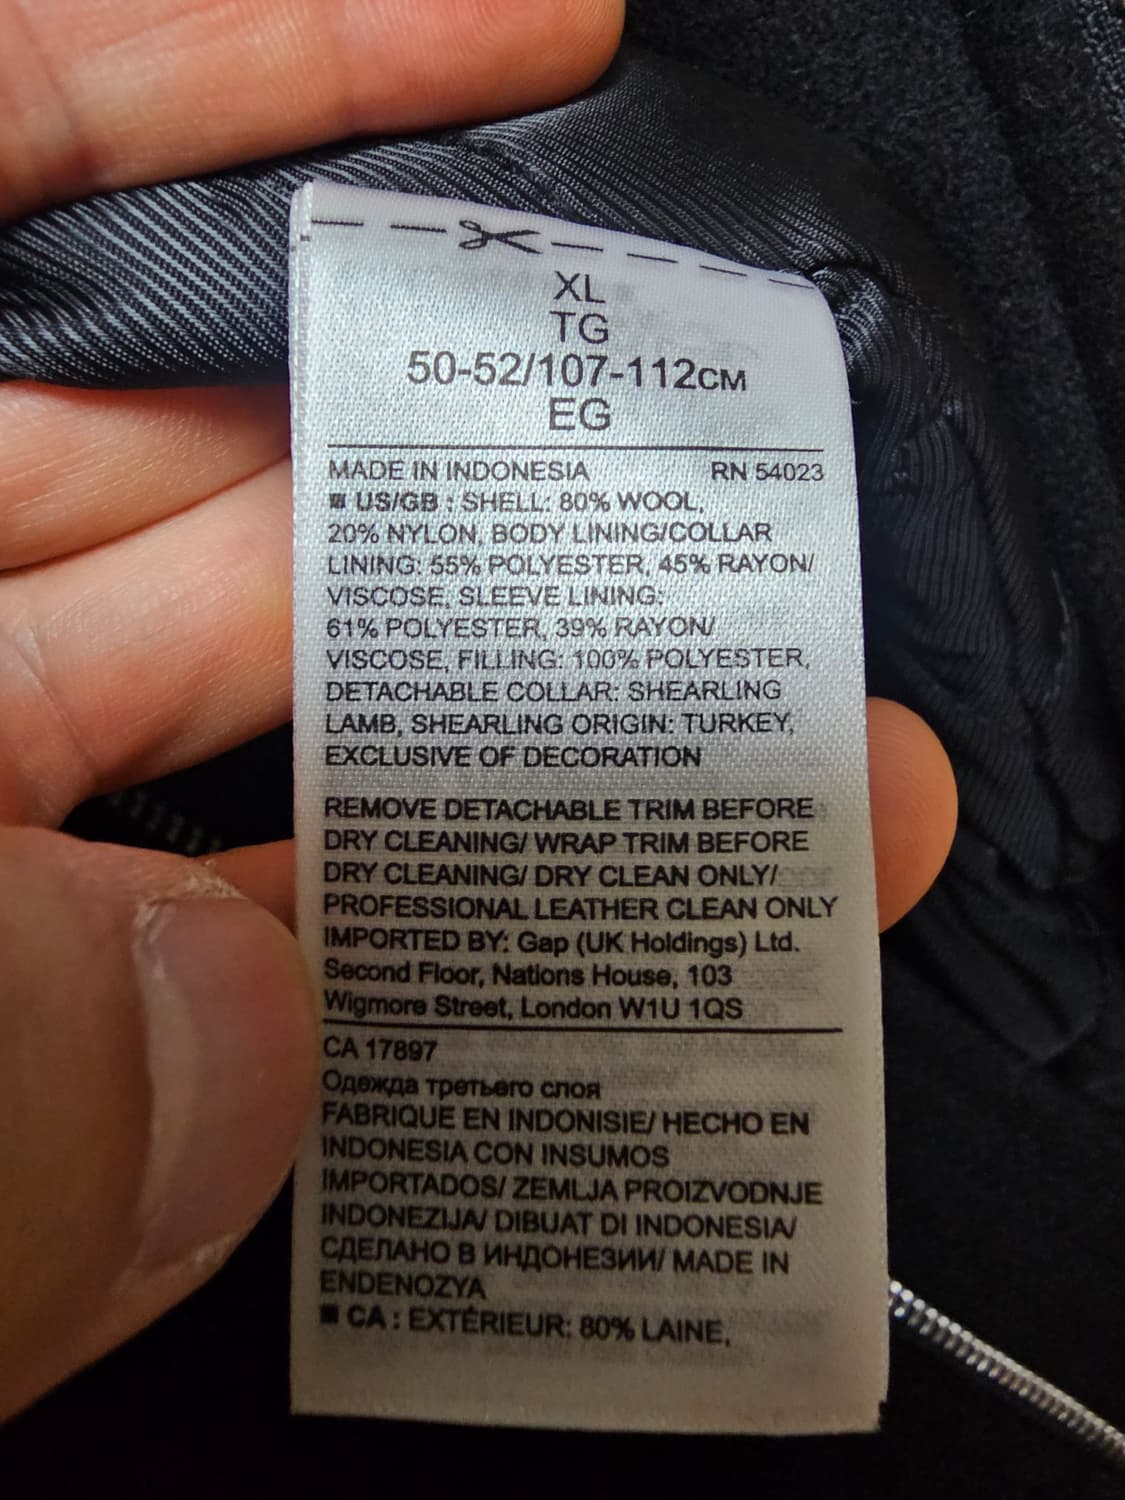 XL
TG
50-52/107-112CM
EG
MADE IN INDONESIA RN 54023
■ US/GB : SHELL: 80% WOOL,
20% NYLON, BODY LINING/COLLAR
LINING: 55% POLYESTER, 45% RAYON/
VISCOSE, SLEEVE LINING:
61% POLYESTER, 39% RAYON/
VISCOSE, FILLING: 100% POLYESTER,
DETACHABLE COLLAR: SHEARLING
LAMB, SHEARLING ORIGIN: TURKEY,
EXCLUSIVE OF DECORATION
REMOVE DETACHABLE TRIM BEFORE
DRY CLEANING/ WRAP TRIM BEFORE
DRY CLEANING/ DRY CLEAN ONLY/
PROFESSIONAL LEATHER CLEAN ONLY
IMPORTED BY: Gap (UK Holdings) Ltd.
Second Floor, Nations House, 103
Wigmore Street, London W1U 1QS
CA 17897
Одежда третьего слоя
FABRIQUE EN INDONISIE/ HECHO EN
INDONESIA CON INSUMOS
IMPORTADOS/ ZEMLJA PROIZVODNJE
INDONEZIJA/ DIBUAT DI INDONESIA/
СДЕЛАНО В ИНДОНЕЗИИ/ MADE IN
ENDENOZYA
■ CA : EXTÉRIEUR: 80% LAINE,